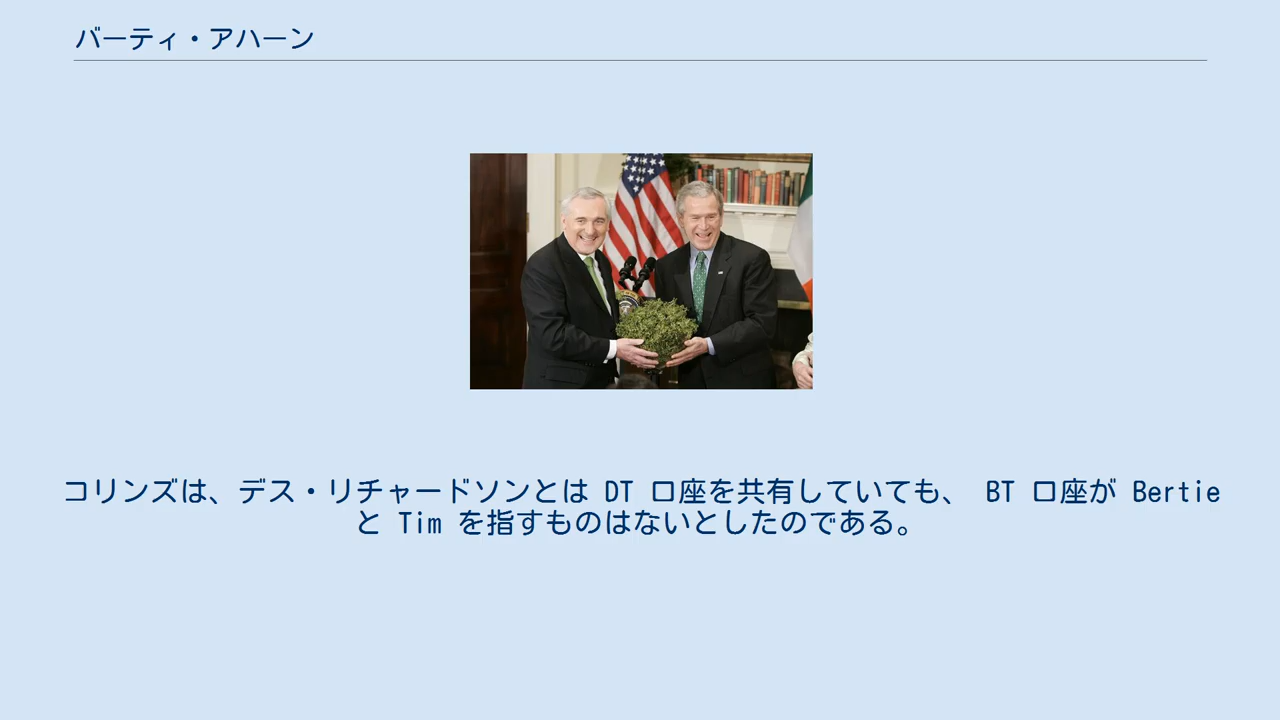 バーティ・アハーン
コリンズは、デス・リチャードソンとは DT 口座を共有していても、 BT 口座が Bertie
と Tim を指すものはないとしたのである。